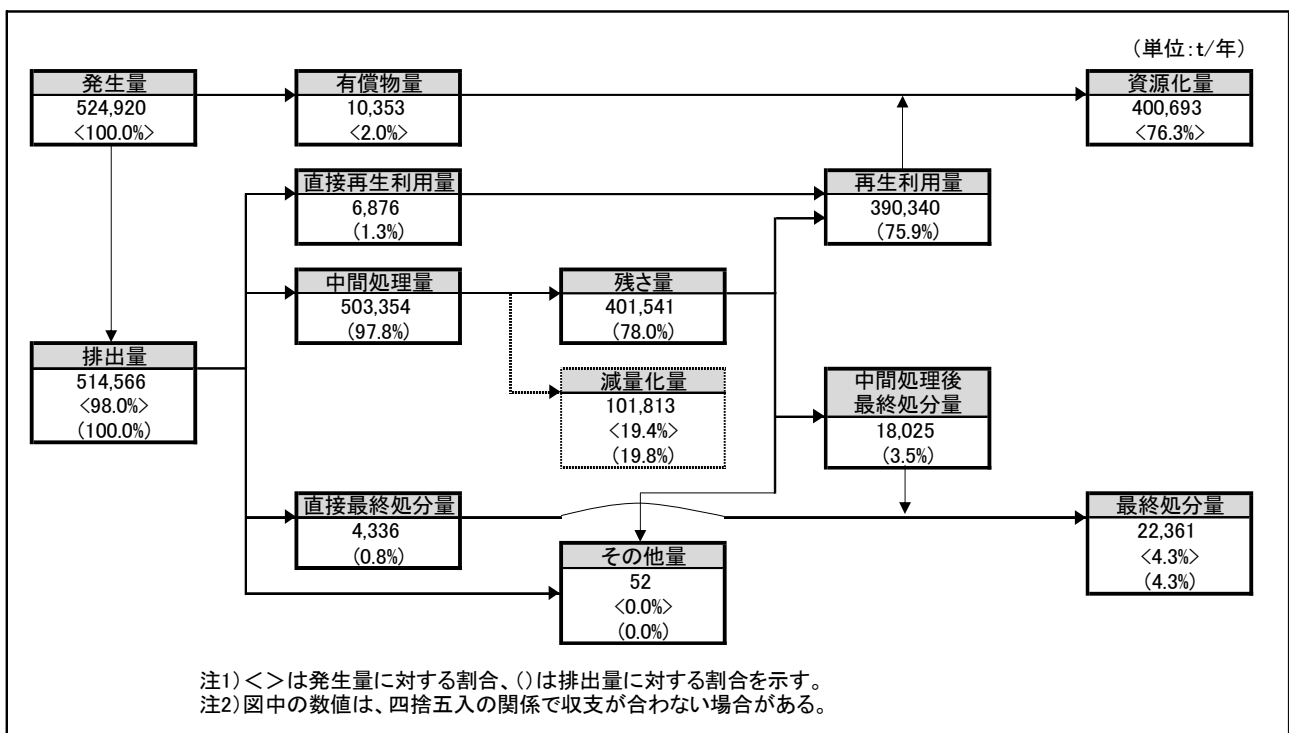 (単位:t/年)
発生量
524,920
<100.0%>
有償物量
10,353
<2.0%>
資源化量
400,693
<76.3%>
直接再生利用量
6,876
(1.3%)
再生利用量
390,340
(75.9%)
中間処理量
503,354
(97.8%)
残さ量
401,541
(78.0%)
排出量
514,566
<98.0%>
(100.0%)
減量化量
101,813
<19.4%>
(19.8%)
中間処理後
最終処分量
18,025
(3.5%)
直接最終処分量
4,336
(0.8%)
最終処分量
22,361
<4.3%>
(4.3%)
その他量
52
<0.0%>
(0.0%)
注1)<>は発生量に対する割合、()は排出量に対する割合を示す。
注2)図中の数値は、四捨五入の関係で収支が合わない場合がある。